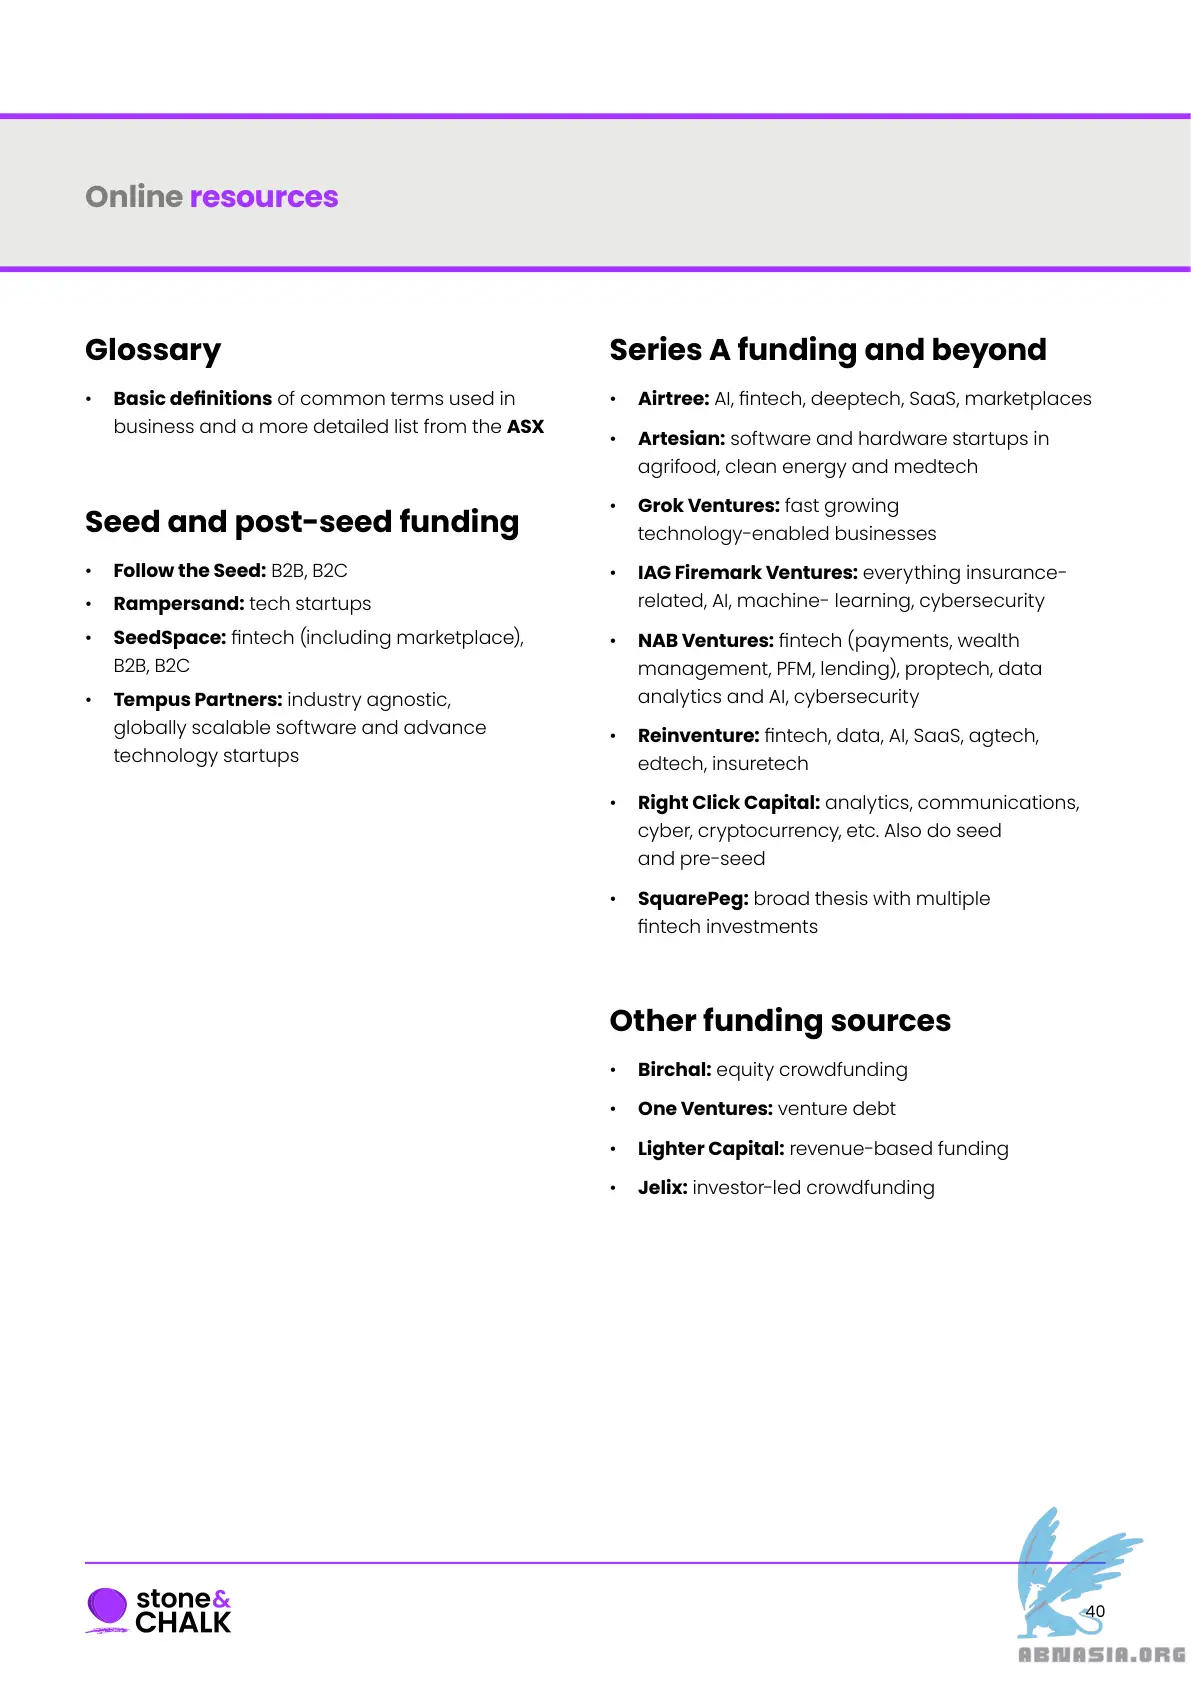 Online resources
Glossary
• Basic definitions of common terms used in
business and a more detailed list from the ASX
Seed and post-seed funding
• Follow the Seed: B2B, B2C
• Rampersand: tech startups
• SeedSpace: fintech (including marketplace),
B2B, B2C
• Tempus Partners: industry agnostic,
globally scalable software and advance
technology startups
Series A funding and beyond
• Airtree: AI, fintech, deeptech, SaaS, marketplaces
• Artesian: software and hardware startups in
agrifood, clean energy and medtech
• Grok Ventures: fast growing
technology-enabled businesses
• IAG Firemark Ventures: everything insurance-
related, AI, machine- learning, cybersecurity
• NAB Ventures: fintech (payments, wealth
management, PFM, lending), proptech, data
analytics and AI, cybersecurity
• Reinventure: fintech, data, AI, SaaS, agtech,
edtech, insuretech
• Right Click Capital: analytics, communications,
cyber, cryptocurrency, etc. Also do seed
and pre-seed
• SquarePeg: broad thesis with multiple
fintech investments
Other funding sources
• Birchal: equity crowdfunding
• One Ventures: venture debt
• Lighter Capital: revenue-based funding
• Jelix: investor-led crowdfunding
stone&
CHALK
40
ABNASIA.ORG